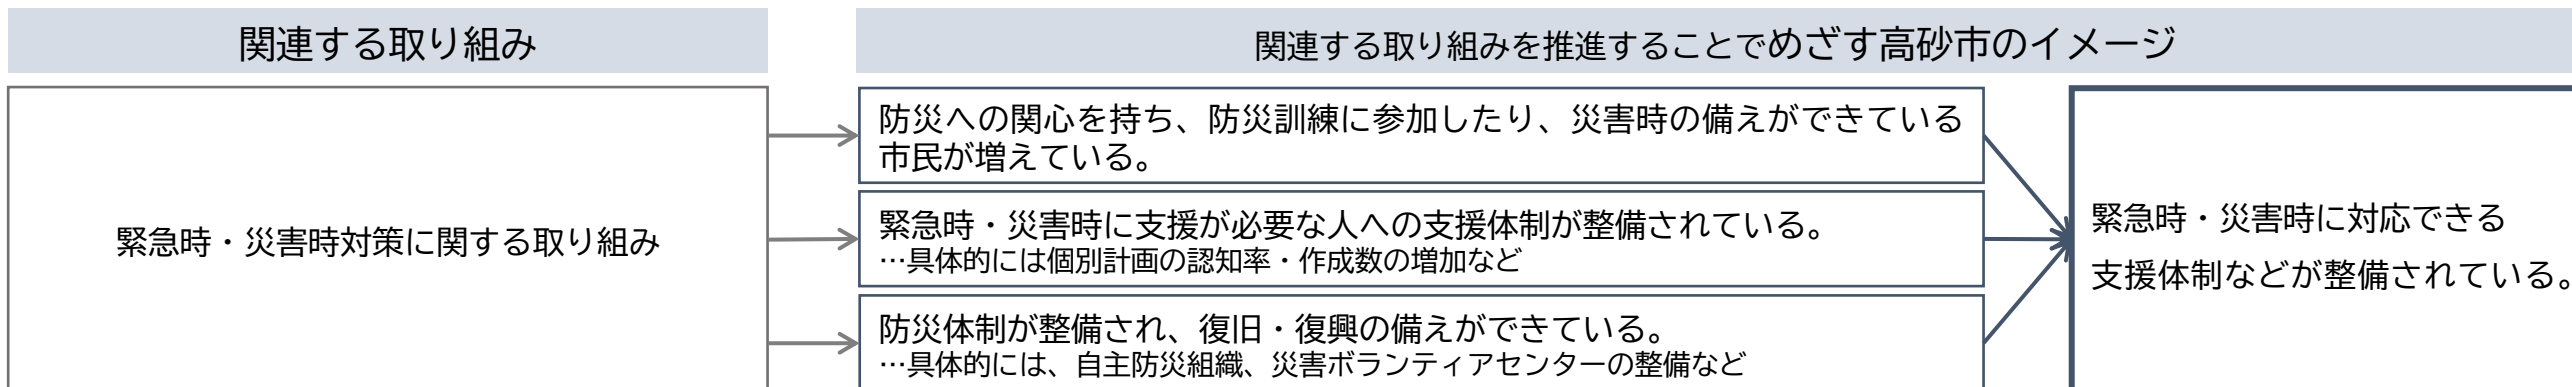 関連する取り組み
関連する取り組みを推進することでめざす高砂市のイメージ
緊急時・災害時対策に関する取り組み
防災への関心を持ち、防災訓練に参加したり、災害時の備えができている
市民が増えている。
緊急時・災害時に支援が必要な人への支援体制が整備されている。
…具体的には個別計画の認知率・作成数の増加など
防災体制が整備され、復旧・復興の備えができている。
…具体的には、自主防災組織、災害ボランティアセンターの整備など
緊急時・災害時に対応できる
支援体制などが整備されている。